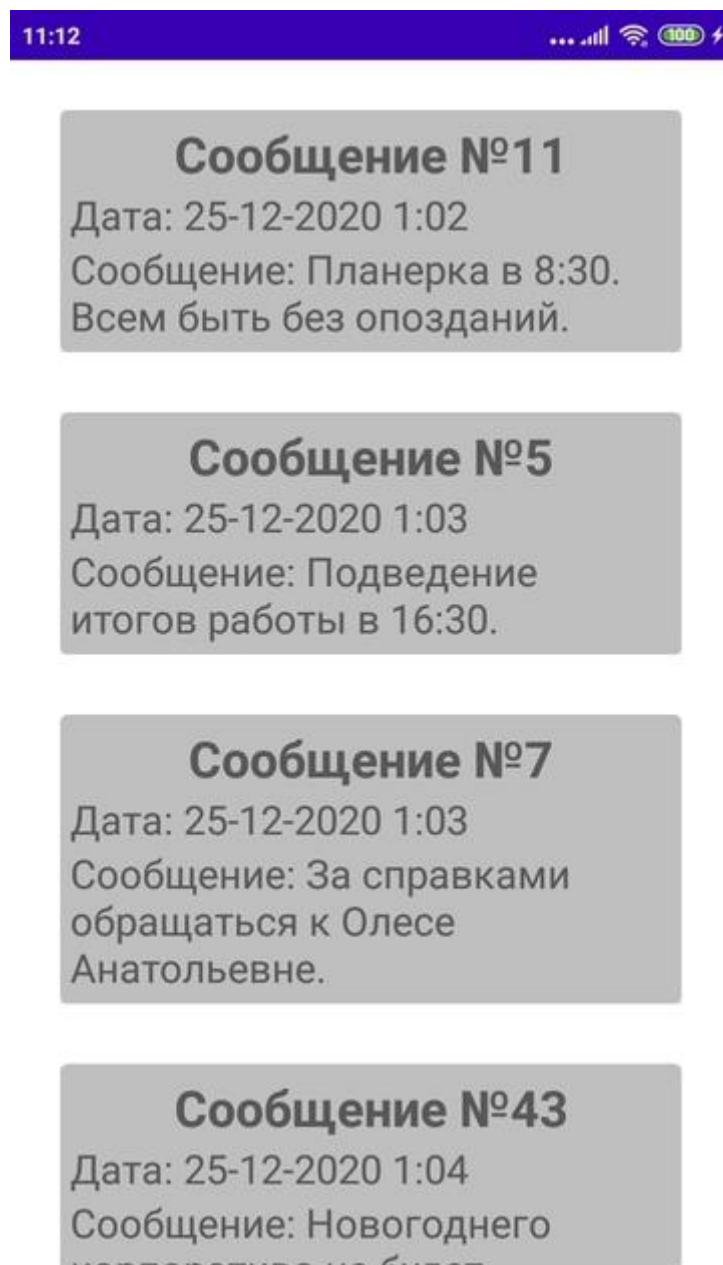 11:12
100
Сообщение №11
Дата: 25-12-2020 1:02
Сообщение: Планерка в 8:30.
Всем быть без опозданий.
Сообщение №5
Дата: 25-12-2020 1:03
Сообщение: Подведение
итогов работы в 16:30.
Сообщение №7
Дата: 25-12-2020 1:03
Сообщение: За справками
обращаться к Олесе
Анатольевне.
Сообщение №43
Дата: 25-12-2020 1:04
Сообщение: Новогоднего